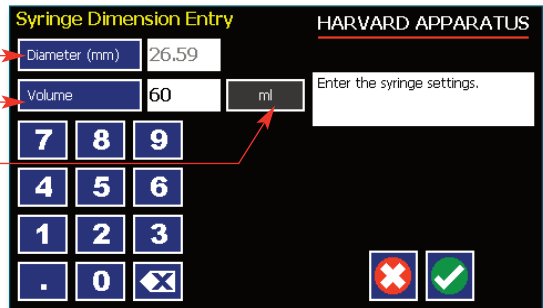 Syringe Dimension Entry
HARVARD APPARATUS
Diameter (mm) 26.59
Volume 60 ml
Enter the syringe settings.
7 8 9
4 5 6
1 2 3
. 0